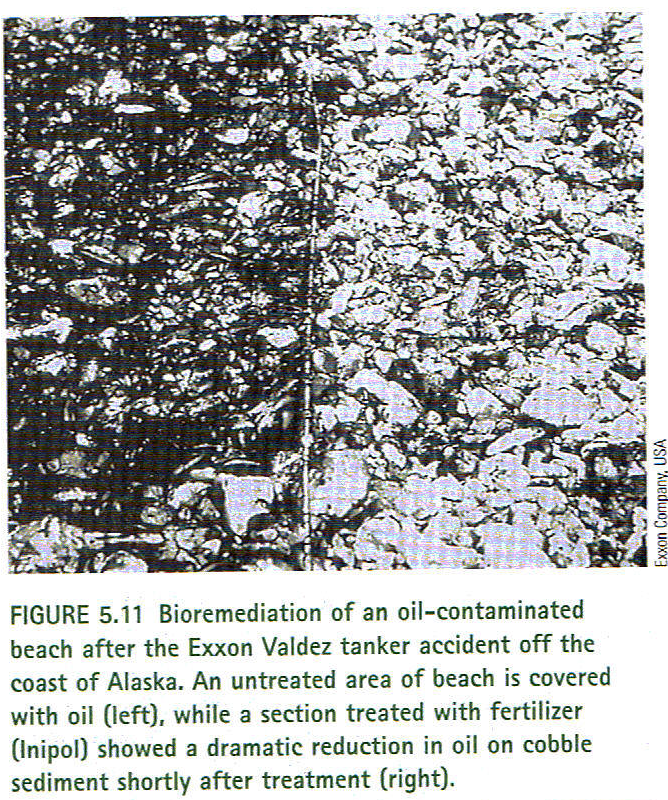 Exxon Company, USA
FIGURE 5.11 Bioremediation of an oil-contaminated
beach after the Exxon Valdez tanker accident off the
coast of Alaska. An untreated area of beach is covered
with oil (left), while a section treated with fertilizer
(Inipol) showed a dramatic reduction in oil on cobble
sediment shortly after treatment (right).